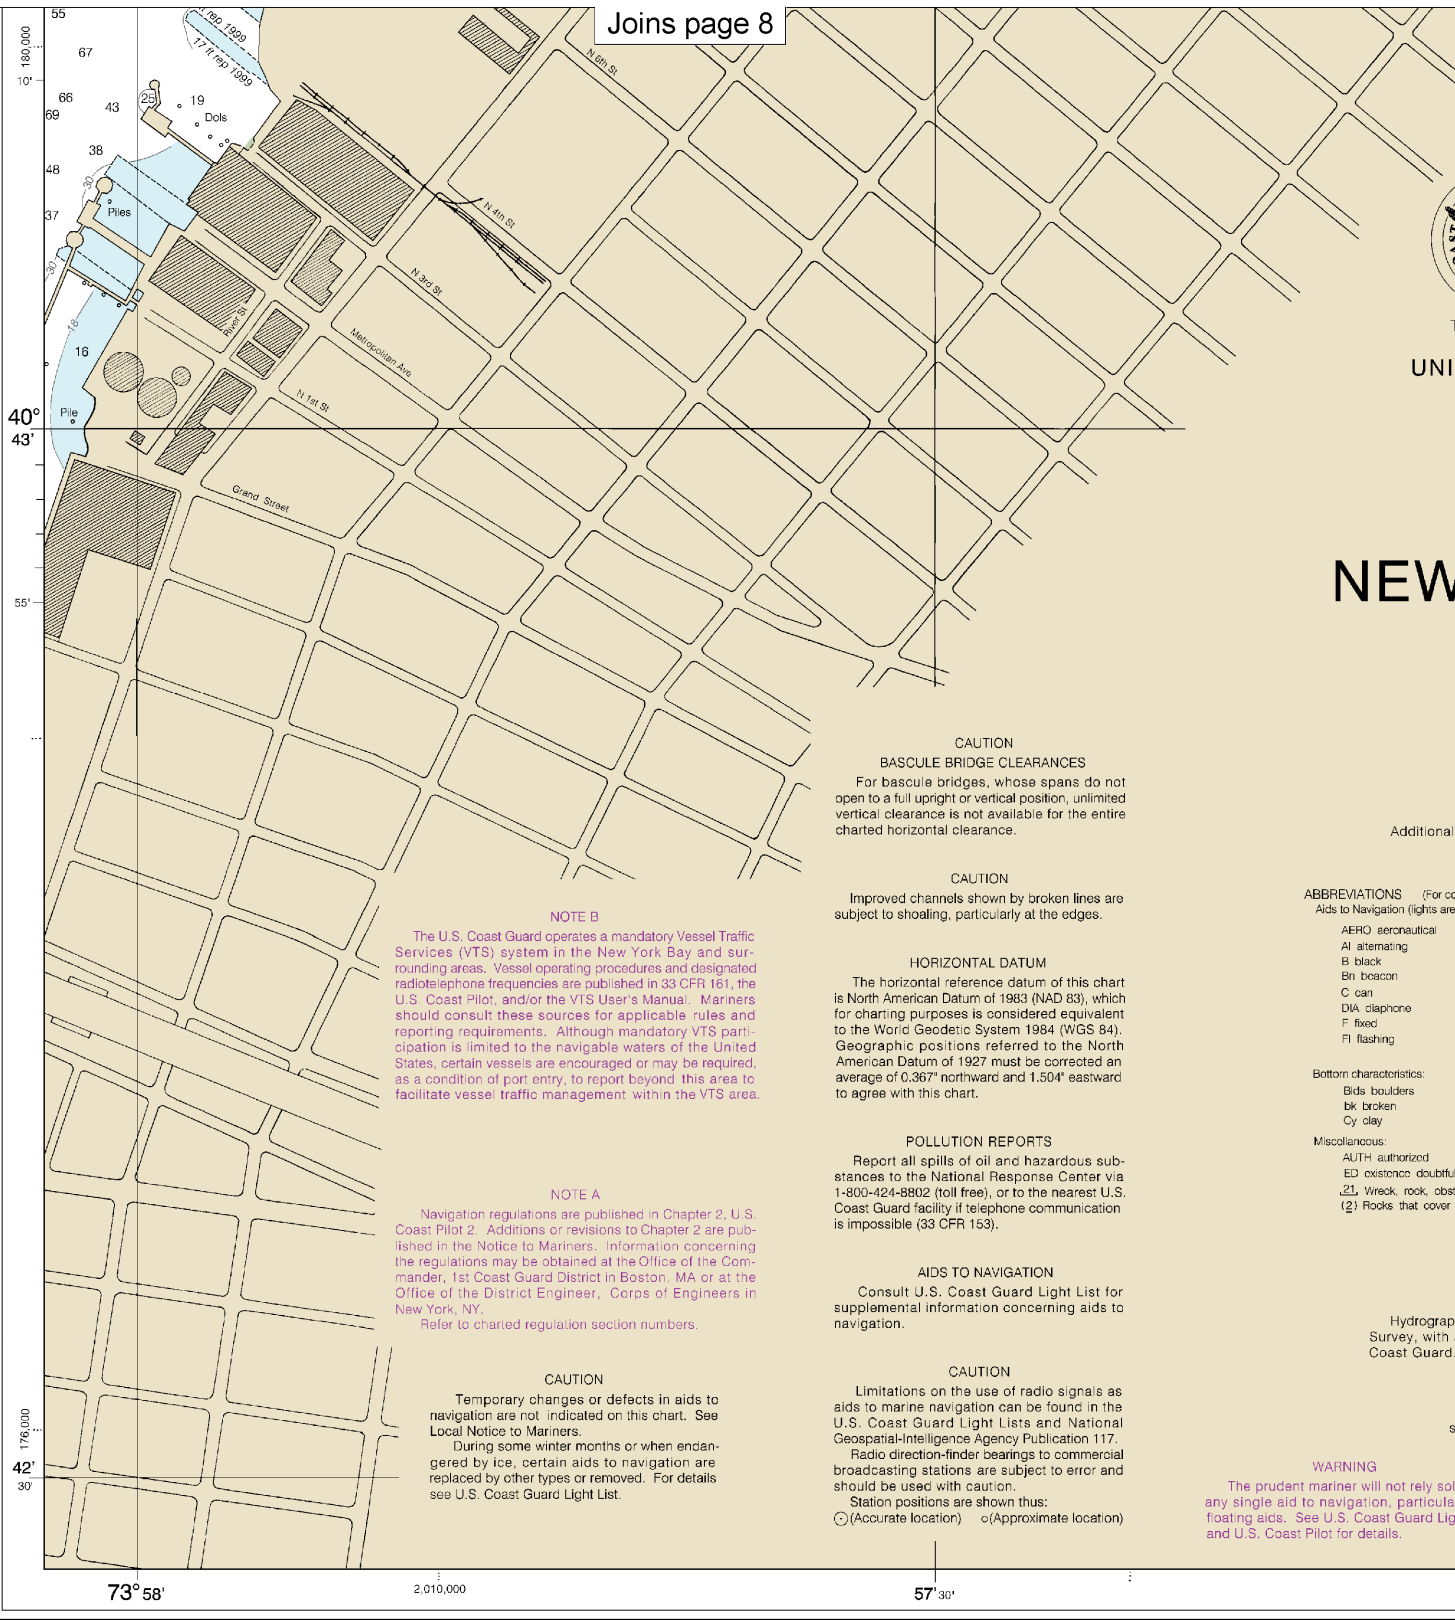 Joins page 8
55
rep 1999
17 ft rep 1999
67
180,000
10'
66
43
25
19
69
Dols
38
48
30
37
Piles
30
18
16
Pile
40°
43'
55'
N 6th St
N 4th St
N 3rd St
River St
Metropolitan Ave
N 1st St
Grand Street
UNI
NEW
CAUTION
BASCULE BRIDGE CLEARANCES
For bascule bridges, whose spans do not
open to a full upright or vertical position, unlimited
vertical clearance is not available for the entire
charted horizontal clearance.
CAUTION
Improved channels shown by broken lines are
subject to shoaling, particularly at the edges.
HORIZONTAL DATUM
The horizontal reference datum of this chart
is North American Datum of 1983 (NAD 83), which
for charting purposes is considered equivalent
to the World Geodetic System 1984 (WGS 84).
Geographic positions referred to the North
American Datum of 1927 must be corrected an
average of 0.367" northward and 1.504" eastward
to agree with this chart.
POLLUTION REPORTS
Report all spills of oil and hazardous sub-
stances to the National Response Center via
1-800-424-8802 (toll free), or to the nearest U.S.
Coast Guard facility if telephone communication
is impossible (33 CFR 153).
AIDS TO NAVIGATION
Consult U.S. Coast Guard Light List for
supplemental information concerning aids to
navigation.
CAUTION
Limitations on the use of radio signals as
aids to marine navigation can be found in the
U.S. Coast Guard Light Lists and National
Geospatial-Intelligence Agency Publication 117.
Radio direction-finder bearings to commercial
broadcasting stations are subject to error and
should be used with caution.
Station positions are shown thus:
(Accurate location) o(Approximate location)
NOTE B
The U.S. Coast Guard operates a mandatory Vessel Traffic
Services (VTS) system in the New York Bay and sur-
rounding areas. Vessel operating procedures and designated
radiotelephone frequencies are published in 33 CFR 161, the
U.S. Coast Pilot, and/or the VTS User's Manual. Mariners
should consult these sources for applicable rules and
reporting requirements. Although mandatory VTS parti-
cipation is limited to the navigable waters of the United
States, certain vessels are encouraged or may be required,
as a condition of port entry, to report beyond this area to
facilitate vessel traffic management within the VTS area.
NOTE A
Navigation regulations are published in Chapter 2, U.S.
Coast Pilot 2. Additions or revisions to Chapter 2 are pub-
lished in the Notice to Mariners. Information concerning
the regulations may be obtained at the Office of the Com-
mander, 1st Coast Guard District in Boston, MA or at the
Office of the District Engineer, Corps of Engineers in
New York, NY.
Refer to charted regulation section numbers.
CAUTION
Temporary changes or defects in aids to
navigation are not indicated on this chart. See
Local Notice to Mariners.
During some winter months or when endan-
gered by ice, certain aids to navigation are
replaced by other types or removed. For details
see U.S. Coast Guard Light List.
Additional
ABBREVIATIONS (For co
Aids to Navigation (lights are
AERO aeronautical
Al alternating
B black
Bn beacon
C can
DIA diaphone
F fixed
Fl flashing
Bottom characteristics:
Blds boulders
bk broken
Cy clay
Miscellaneous:
AUTH authorized
ED existence doubtful
21 Wreck, rock, obst
(2) Rocks that cover
Hydrograp
Survey, with
Coast Guard.
WARNING
The prudent mariner will not rely sol
any single aid to navigation, particula
floating aids. See U.S. Coast Guard Lig
and U.S. Coast Pilot for details.
176,000
42'
30'
73° 58'
2,010,000
57' 30'